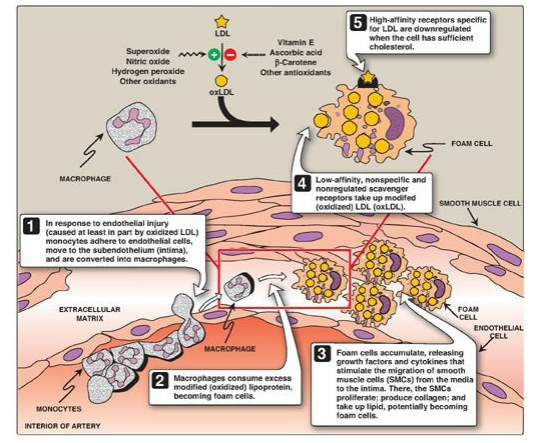 LDL
Superoxide
Nitric oxide
Hydrogen peroxide
Other oxidants
+
–
Vitamin E
Ascorbic acid
β-Carotene
Other antioxidants
oxLDL
5 High-affinity receptors specific
for LDL are downregulated
when the cell has sufficient
cholesterol.
MACROPHAGE
FOAM CELL
4 Low-affinity, nonspecific and
nonregulated scavenger
receptors take up modifed
(oxidized) LDL (oxLDL).
SMOOTH MUSCLE CELL
1 In response to endothelial injury
(caused at least in part by oxidized LDL)
monocytes adhere to endothelial cells,
move to the subendothelium (intima),
and are converted into macrophages.
EXTRACELLULAR
MATRIX
MACROPHAGE
FOAM
CELL
ENDOTHELIAL
CELL
2 Macrophages consume excess
modified (oxidized) lipoprotein,
becoming foam cells.
3 Foam cells accumulate, releasing
growth factors and cytokines that
stimulate the migration of smooth
muscle cells (SMCs) from the media
to the intima. There, the SMCs
proliferate; produce collagen; and
take up lipid, potentially becoming
foam cells.
MONOCYTES
INTERIOR OF ARTERY